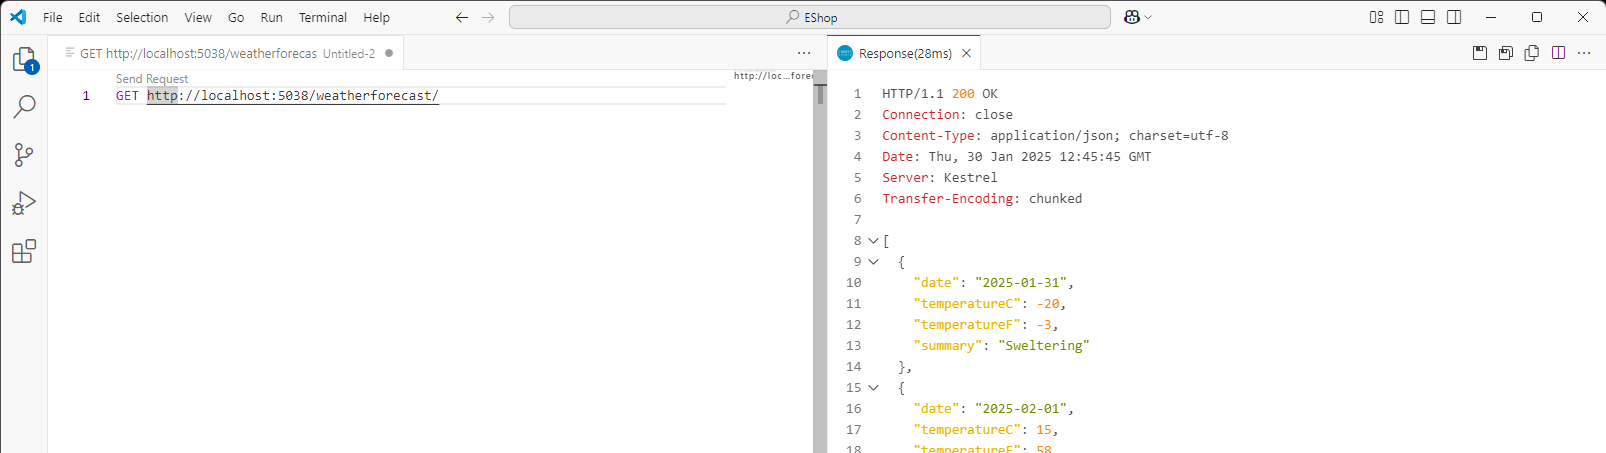 File Edit Selection View Go Run Terminal Help EShop
GET http://localhost:5038/weatherforecas Untitled-2
Response(28ms)
1
Send Request
1 GET http://localhost:5038/weatherforecast/
http://loc...forec
1 HTTP/1.1 200 OK
2 Connection: close
3 Content-Type: application/json; charset=utf-8
4 Date: Thu, 30 Jan 2025 12:45:45 GMT
5 Server: Kestrel
6 Transfer-Encoding: chunked
7
8 [
9 {
10 "date": "2025-01-31",
11 "temperatureC": -20,
12 "temperatureF": -3,
13 "summary": "Sweltering"
14 },
15 {
16 "date": "2025-02-01",
17 "temperatureC": 15,
18 "temperatureF": 58,